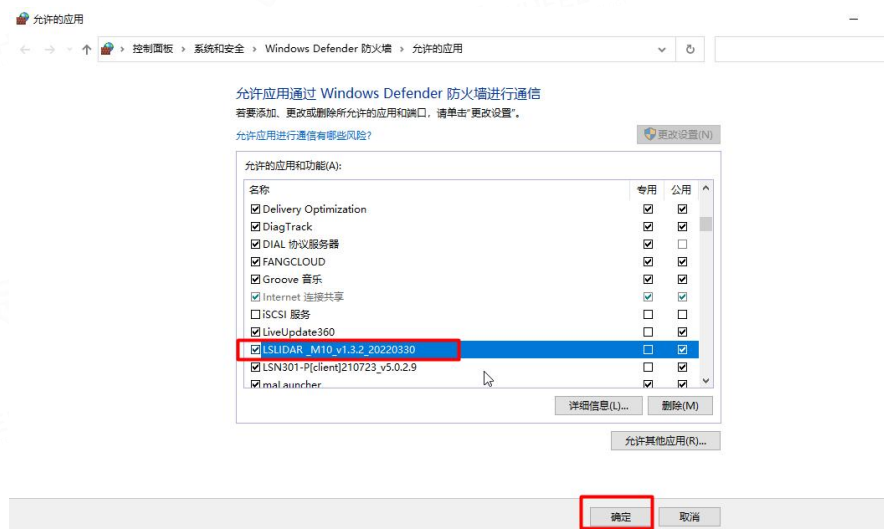 允许的应用
控制面板 › 系统和安全 › Windows Defender 防火墙 › 允许的应用
允许应用通过 Windows Defender 防火墙进行通信
若要添加、更改或删除所允许的应用和端口，请单击"更改设置"。
允许应用进行通信有哪些风险?
更改设置(N)
允许的应用和功能(A):
名称 专用 公用
Delivery Optimization
DiagTrack
DIAL 协议服务器
FANGCLOUD
Groove 音乐
Internet 连接共享
iSCSI 服务
LiveUpdate360
LSLIDAR _M10_v1.3.2_20220330
LSN301-P[client]210723_v5.0.2.9
maLauncher
详细信息(L)... 删除(M)
允许其他应用(R)...
确定 取消